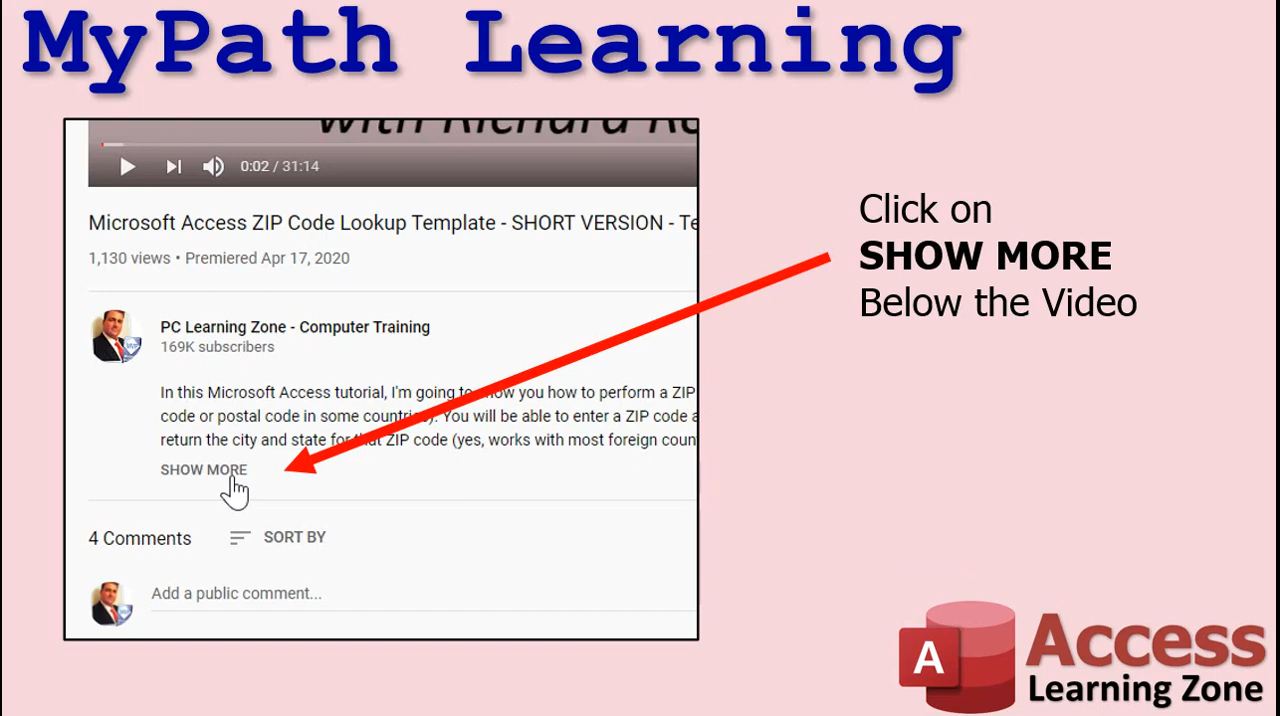 MyPath Learning
with Richard
0:02 / 31:14
Microsoft Access ZIP Code Lookup Template - SHORT VERSION - Te
1,130 views • Premiered Apr 17, 2020
PC Learning Zone - Computer Training
169K subscribers
In this Microsoft Access tutorial, I'm going to show you how to perform a ZIP
code or postal code in some countries). You will be able to enter a ZIP code a
return the city and state for that ZIP code (yes, works with most foreign coun
SHOW MORE
4 Comments
SORT BY
Add a public comment...
Click on
SHOW MORE
Below the Video
A
Access
Learning Zone